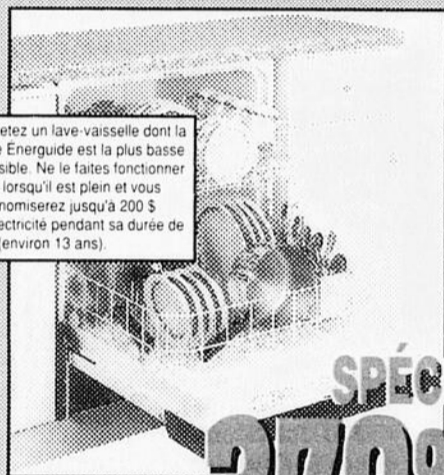 etez un lave-vaisselle dont la
e Énerguide est la plus basse
sible. Ne le faites fonctionner
lorsqu'il est plein et vous
nomiserez jusqu'à 200 $
ectricité pendant sa durée de
(environ 13 ans).
SPÉC